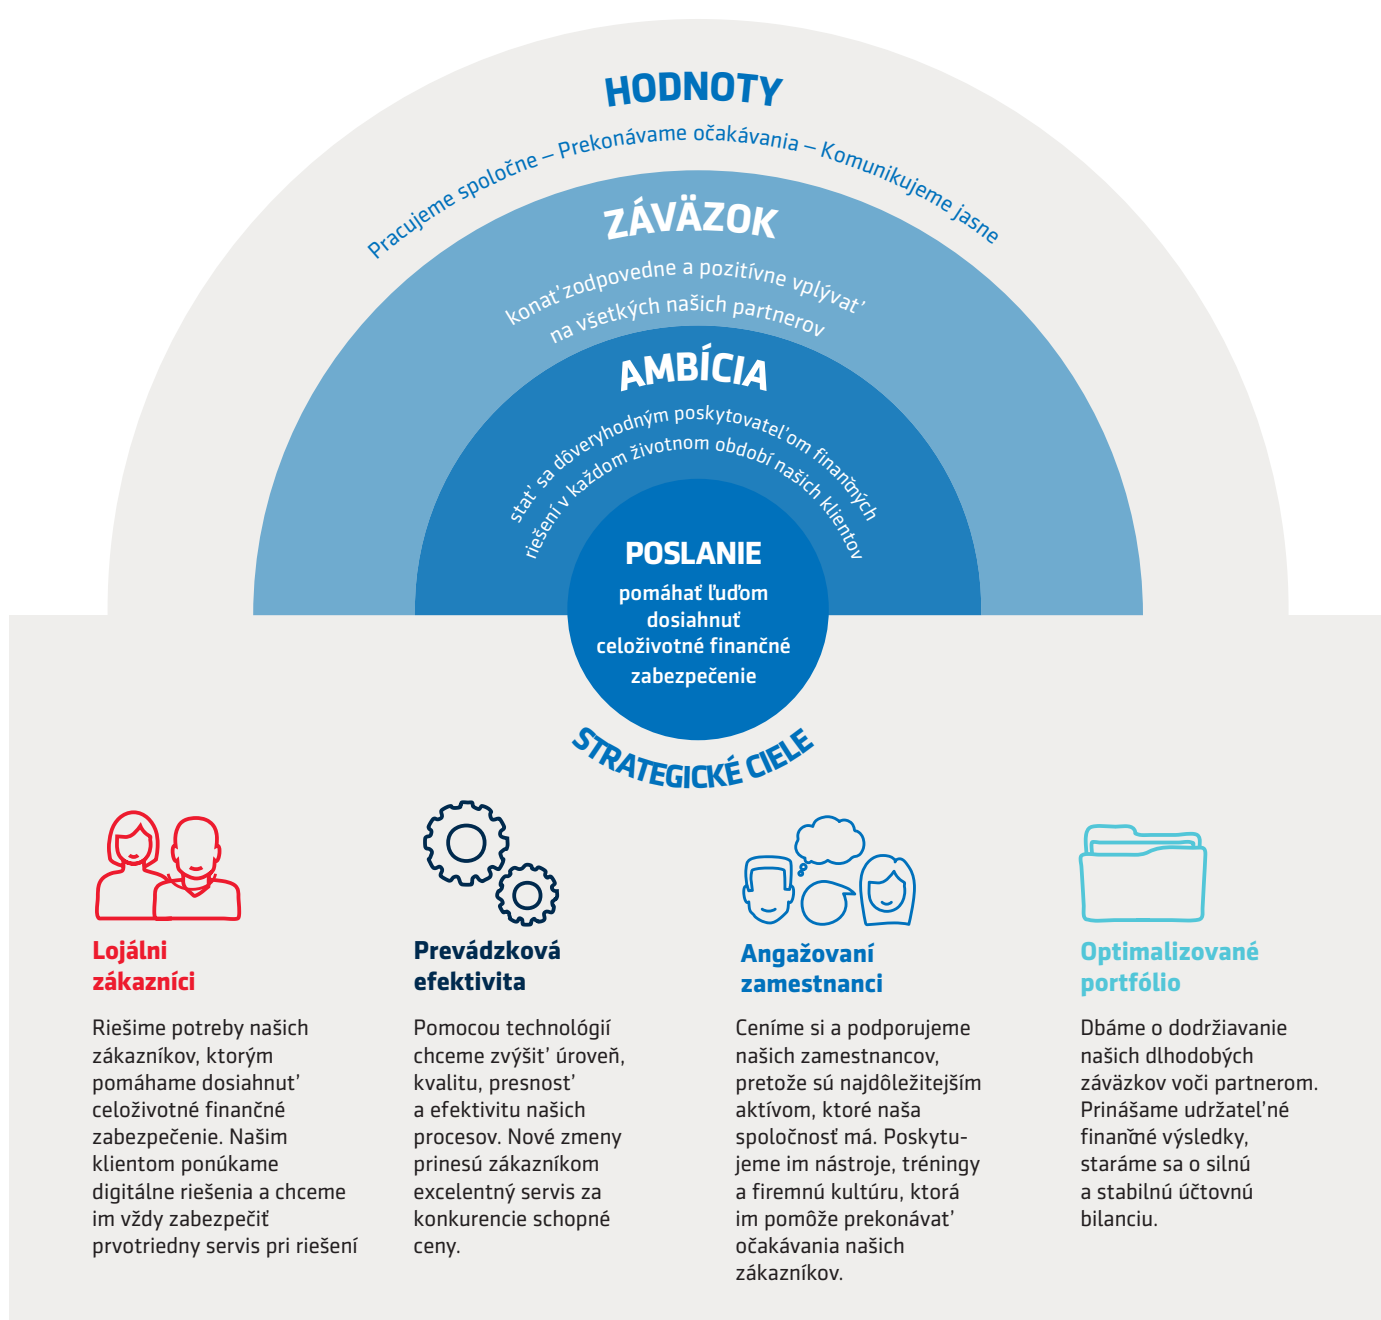 HODNOTY
Pracujeme spoločne – Prekonávame očakávania – Komunikujeme jasne
ZÁVÄZOK
konať zodpovedne a pozitívne vplývať
na všetkých našich partnerov
AMBÍCIA
stať sa dôveryhodným poskytovateľom finančných
riešení v každom životnom období našich klientov
POSLANIE
pomáhať ľuďom
dosiahnuť
celoživotné finančné
zabezpečenie
STRATEGICKÉ CIELE
Lojálni
zákazníci
Riešime potreby našich
zákazníkov, ktorým
pomáhame dosiahnuť
celoživotné finančné
zabezpečenie. Našim
klientom ponúkame
digitálne riešenia a chceme
im vždy zabezpečiť
prvotriedny servis pri riešení
Prevádzková
efektivita
Pomocou technológií
chceme zvýšiť úroveň,
kvalitu, presnosť
a efektivitu našich
procesov. Nové zmeny
prinesú zákazníkom
excelentný servis za
konkurencie schopné
ceny.
Angažovaní
zamestnanci
Ceníme si a podporujeme
našich zamestnancov,
pretože sú najdôležitejším
aktívom, ktoré naša
spoločnosť má. Poskytu-
jeme im nástroje, tréningy
a firemnú kultúru, ktorá
im pomôže prekonávať
očakávania našich
zákazníkov.
Optimalizované
portfólio
Dbáme o dodržiavanie
našich dlhodobých
záväzkov voči partnerom.
Prinášame udržateľné
finančné výsledky,
staráme sa o silnú
a stabilnú účtovnú
bilanciu.